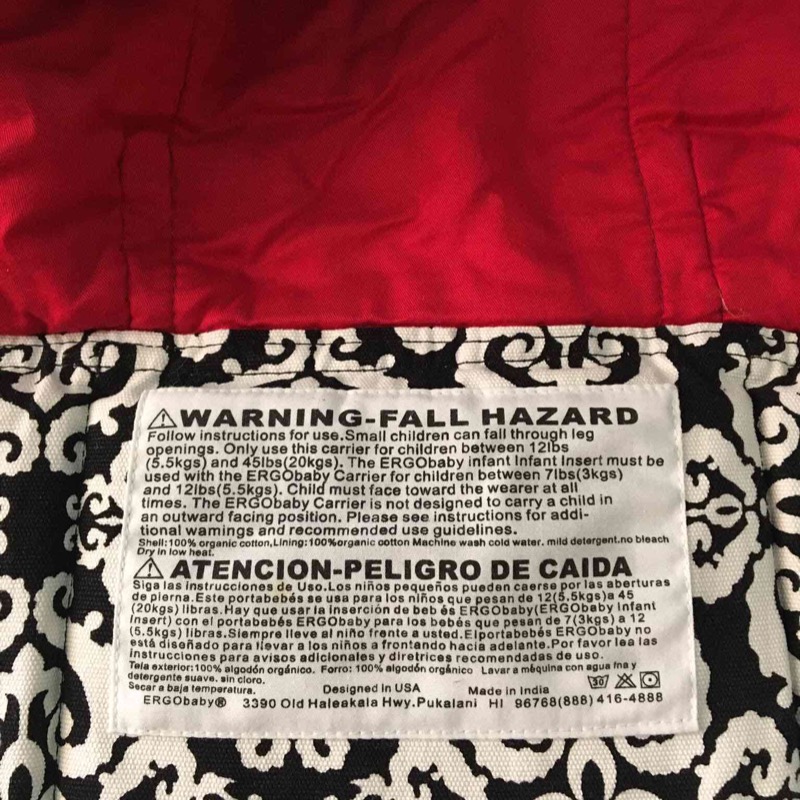 ⚠WARNING-FALL HAZARD
Follow instructions for use.Small children can fall through leg
openings. Only use this carrier for children between 12lbs
(5.5kgs) and 45lbs(20kgs). The ERGObaby infant Infant Insert must be
used with the ERGObaby Carrier for children between 7lbs(3kgs)
and 12lbs(5.5kgs). Child must face toward the wearer at all
times. The ERGObaby Carrier is not designed to carry a child in
an outward facing position. Please see instructions for addi-
tional wamings and recommended use guidelines.
Shell:100% organic cotton,Lining:100%organic cotton Machine wash cold water. mild detergent.no bleach
Dry in low heat.
⚠ATENCION-PELIGRO DE CAIDA
Siga las instrucciones de Uso.Los niños pequeños pueden caerse por las aberturas
de pierna.Este portabebés se usa para los niños que pesan de 12(5.5kgs)a 45
(20kgs) libras.Hay que usar la inserción de beb és ERGObaby(ERGObaby Infant
Insert) con el portabebés ERGObaby para los bebés que pesan de 7(3kgs) a 12
(5.5kgs) libras.Siempre lleve al niño frente a usted.Elportabebés ERGObaby no
está diseñado para llevar a los niños a frontando hacia adelante.Por favor lea las
instrucciones para avisos adicionales y diretrices recomendadas de uso.
Tela exterior:100% algodón orgánico. Forro: 100% algodón orgánico Lavar a mêquina con agua fria y
detergente suave. sin cloro.
Secar a baja temperatura. Designed in USA Made in India 30
ERGObaby® 3390 Old Haleakala Hwy.Pukalani HI 96768(888)416-4888